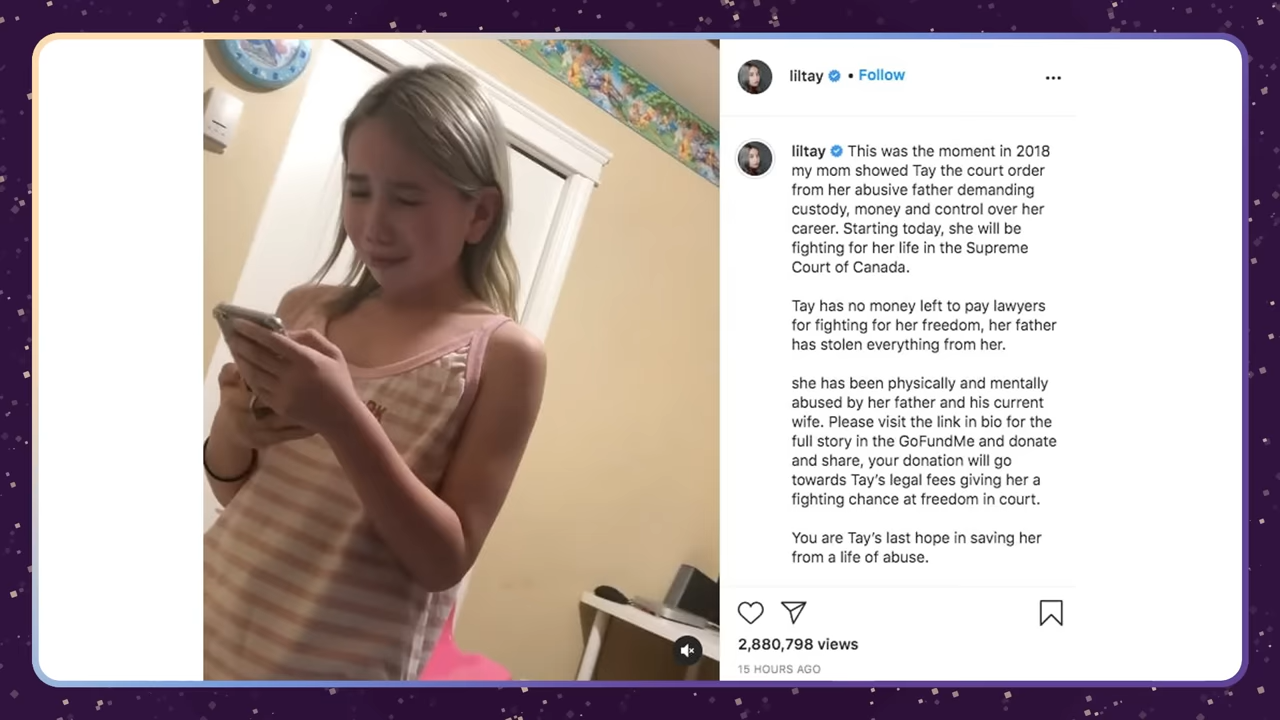 liltay • Follow
liltay This was the moment in 2018
my mom showed Tay the court order
from her abusive father demanding
custody, money and control over her
career. Starting today, she will be
fighting for her life in the Supreme
Court of Canada.
Tay has no money left to pay lawyers
for fighting for her freedom, her father
has stolen everything from her.
she has been physically and mentally
abused by her father and his current
wife. Please visit the link in bio for the
full story in the GoFundMe and donate
and share, your donation will go
towards Tay’s legal fees giving her a
fighting chance at freedom in court.
You are Tay’s last hope in saving her
from a life of abuse.
2,880,798 views
15 HOURS AGO